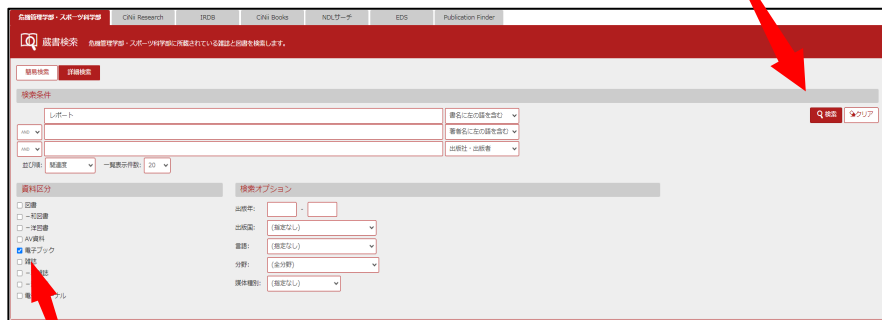 危機管理学部・スポーツ科学部 CiNii Research IRDB CiNii Books NDLサーチ EDS Publication Finder
蔵書検索 危機管理学部・スポーツ科学部に所蔵されている雑誌と図書を検索します。
簡易検索 詳細検索
検索条件
レポート 書名に左の語を含む 検索 クリア
AND 著者名に左の語を含む
AND 出版社・出版者
並び順: 関連度 一覧表示件数: 20
資料区分 検索オプション
図書 出版年: -
－和図書
－洋図書 出版国: (指定なし)
AV資料
電子ブック 言語: (指定なし)
雑誌
分野: (全分野)
媒体種別: (指定なし)